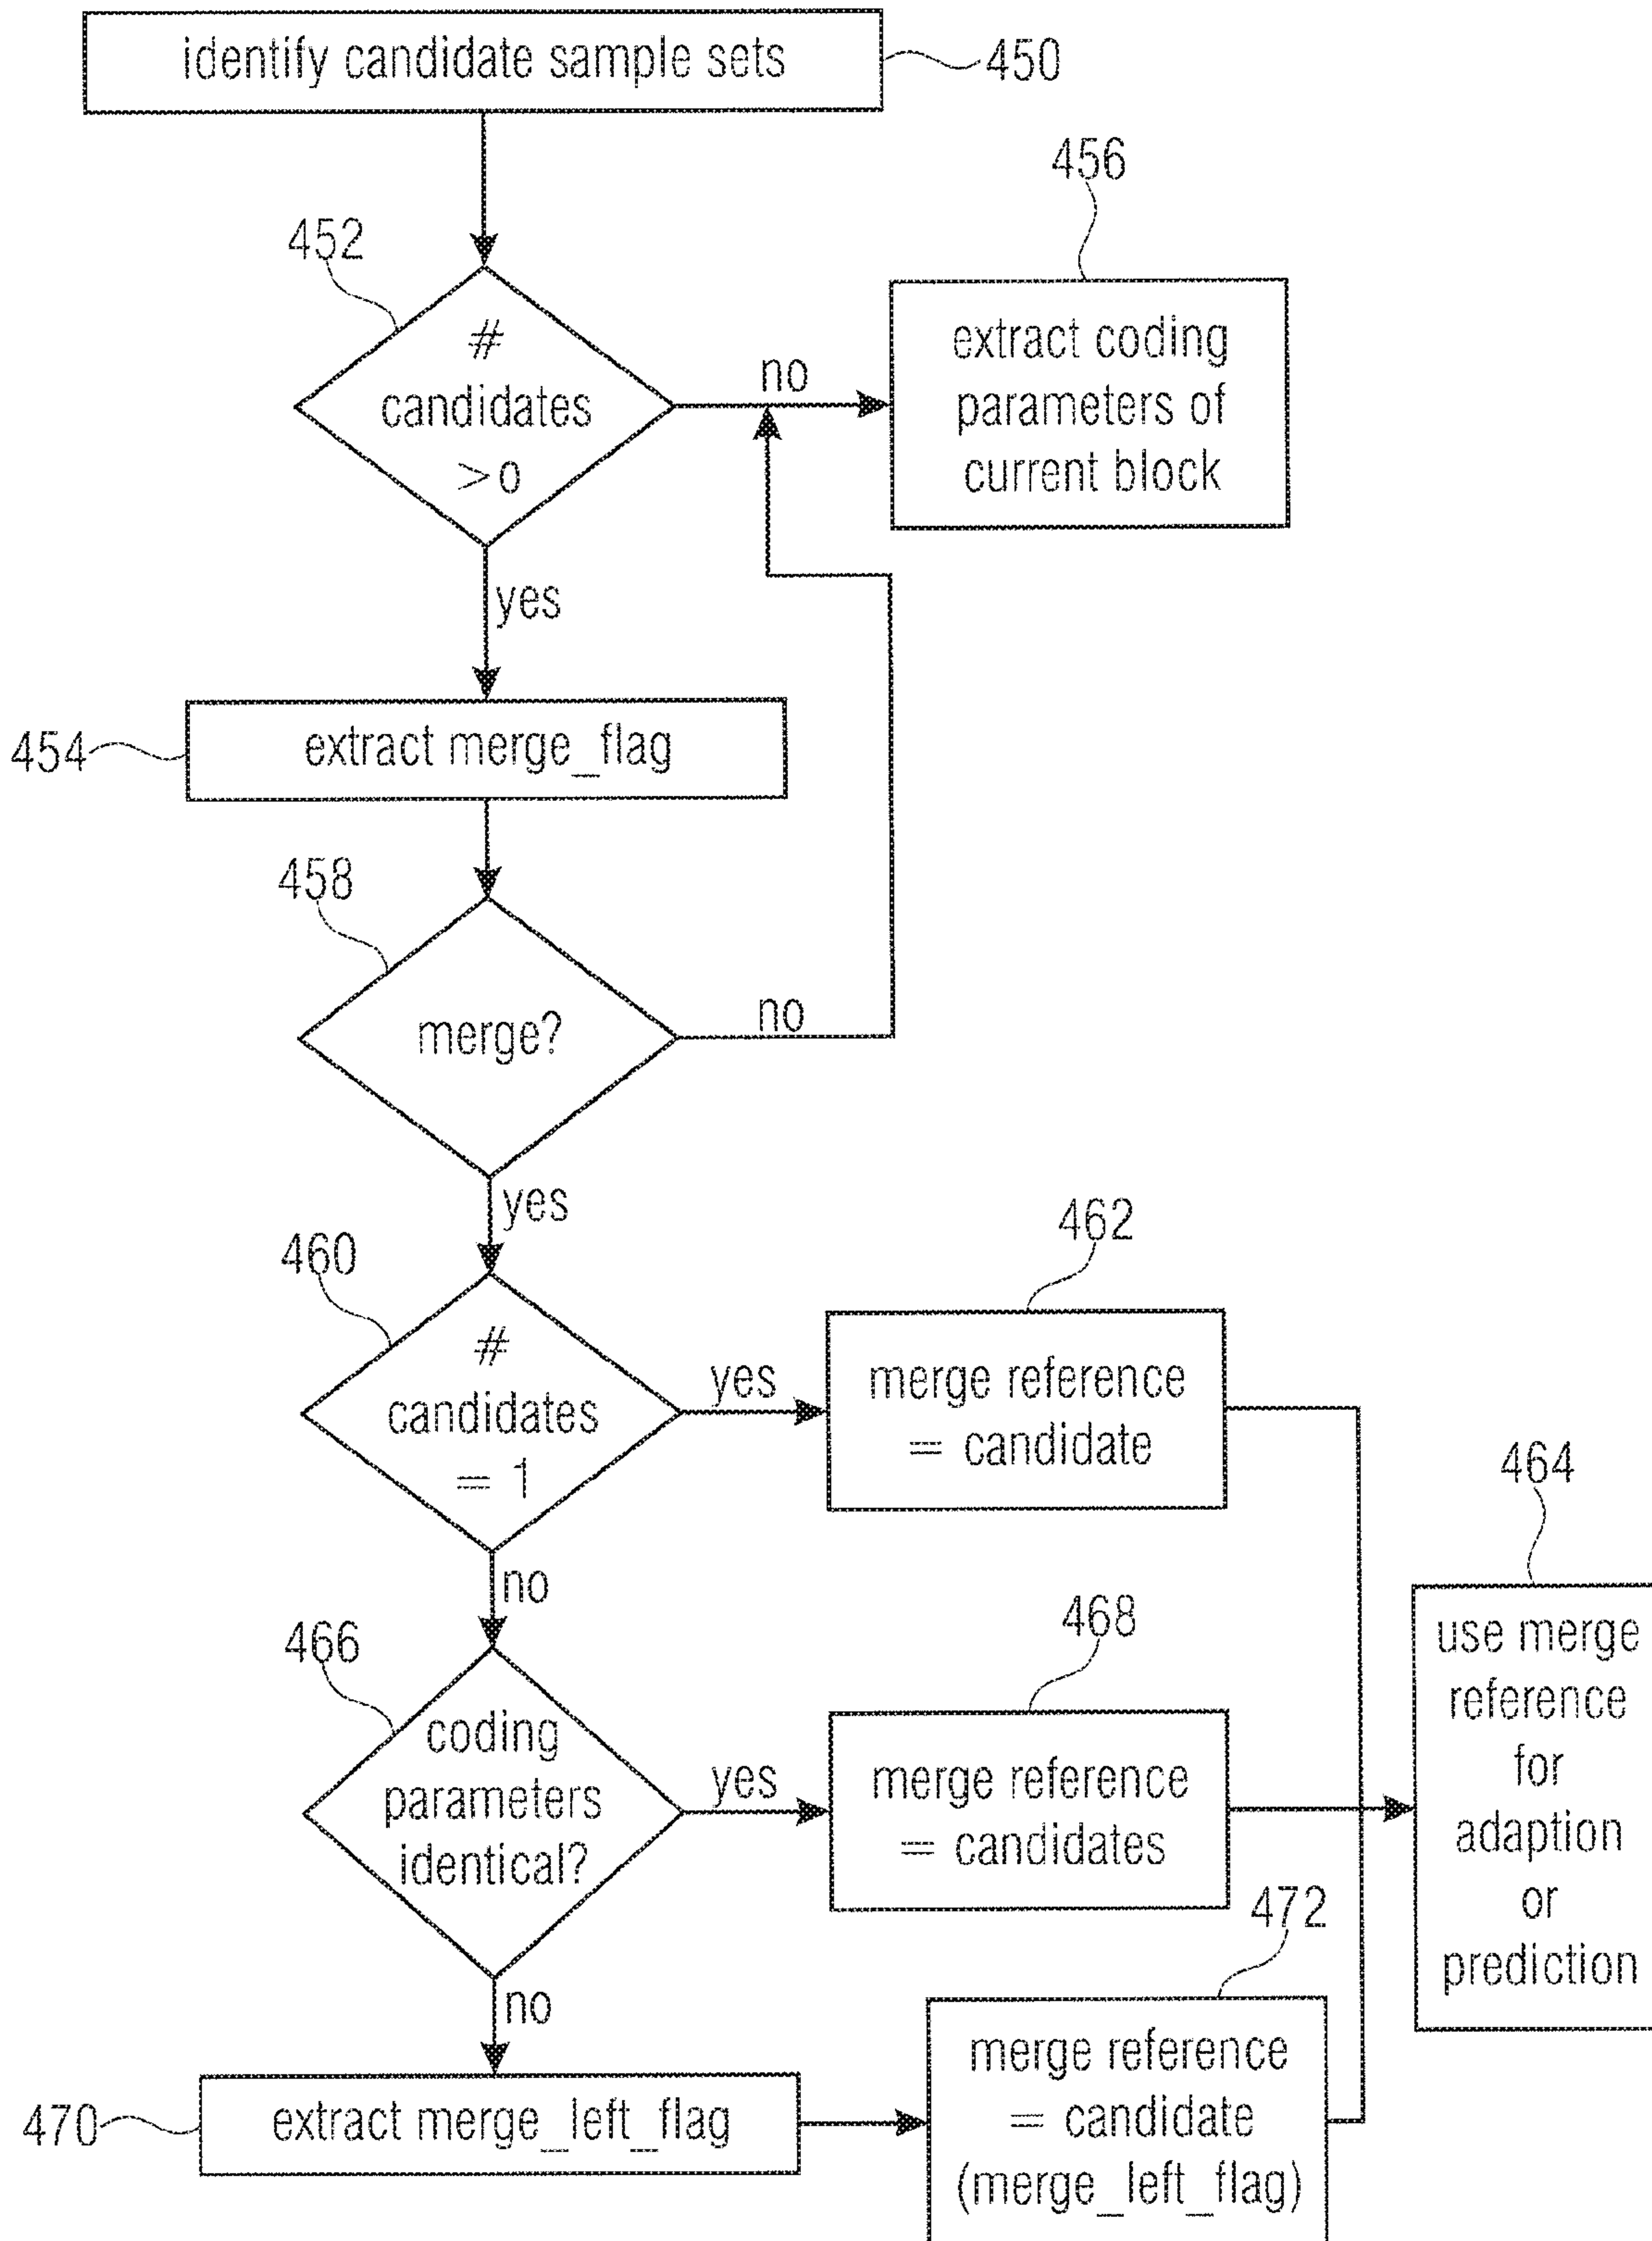 identify candidate sample sets
450
456
452
#
candidates
>o
no
extract coding
parameters of
current block
yes
454
extract merge_flag
458
merge?
no
yes
460
#
candidates
= 1
yes
462
merge reference
= candidate
464
use merge
reference
for
adaption
or
prediction
no
466
coding
parameters
identical?
yes
468
merge reference
= candidates
no
470
extract merge_left_flag
472
merge reference
= candidate
(merge_left_flag)